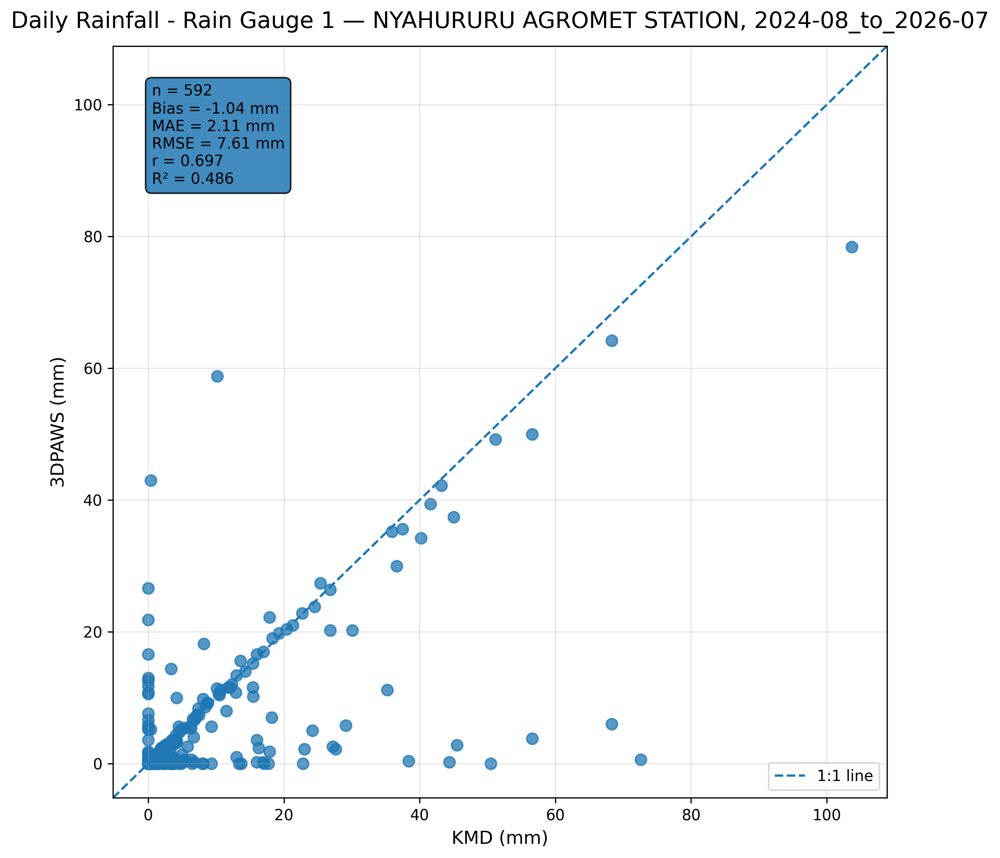 Daily Rainfall - Rain Gauge 1 — NYAHURURU AGROMET STATION, 2024-08_to_2026-07
n = 592
Bias = -1.04 mm
MAE = 2.11 mm
RMSE = 7.61 mm
r = 0.697
R² = 0.486
100
80
60
40
20
0
3DPAWS (mm)
1:1 line
0 20 40 60 80 100
KMD (mm)